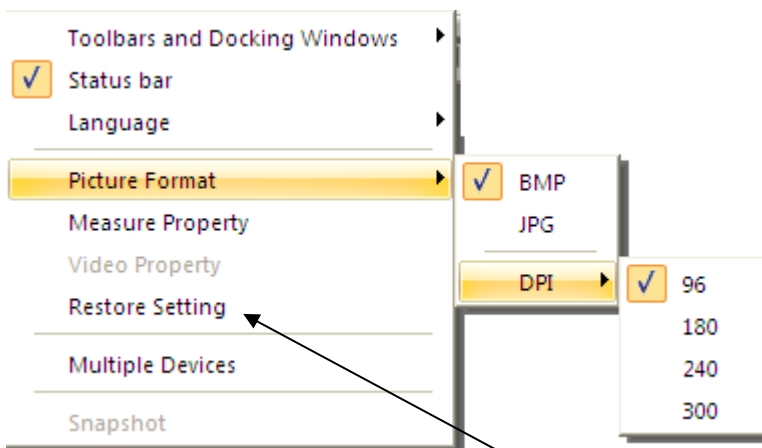 Toolbars and Docking Windows
Status bar
Language
Picture Format
Measure Property
Video Property
Restore Setting
Multiple Devices
Snapshot
BMP
JPG
DPI
96
180
240
300